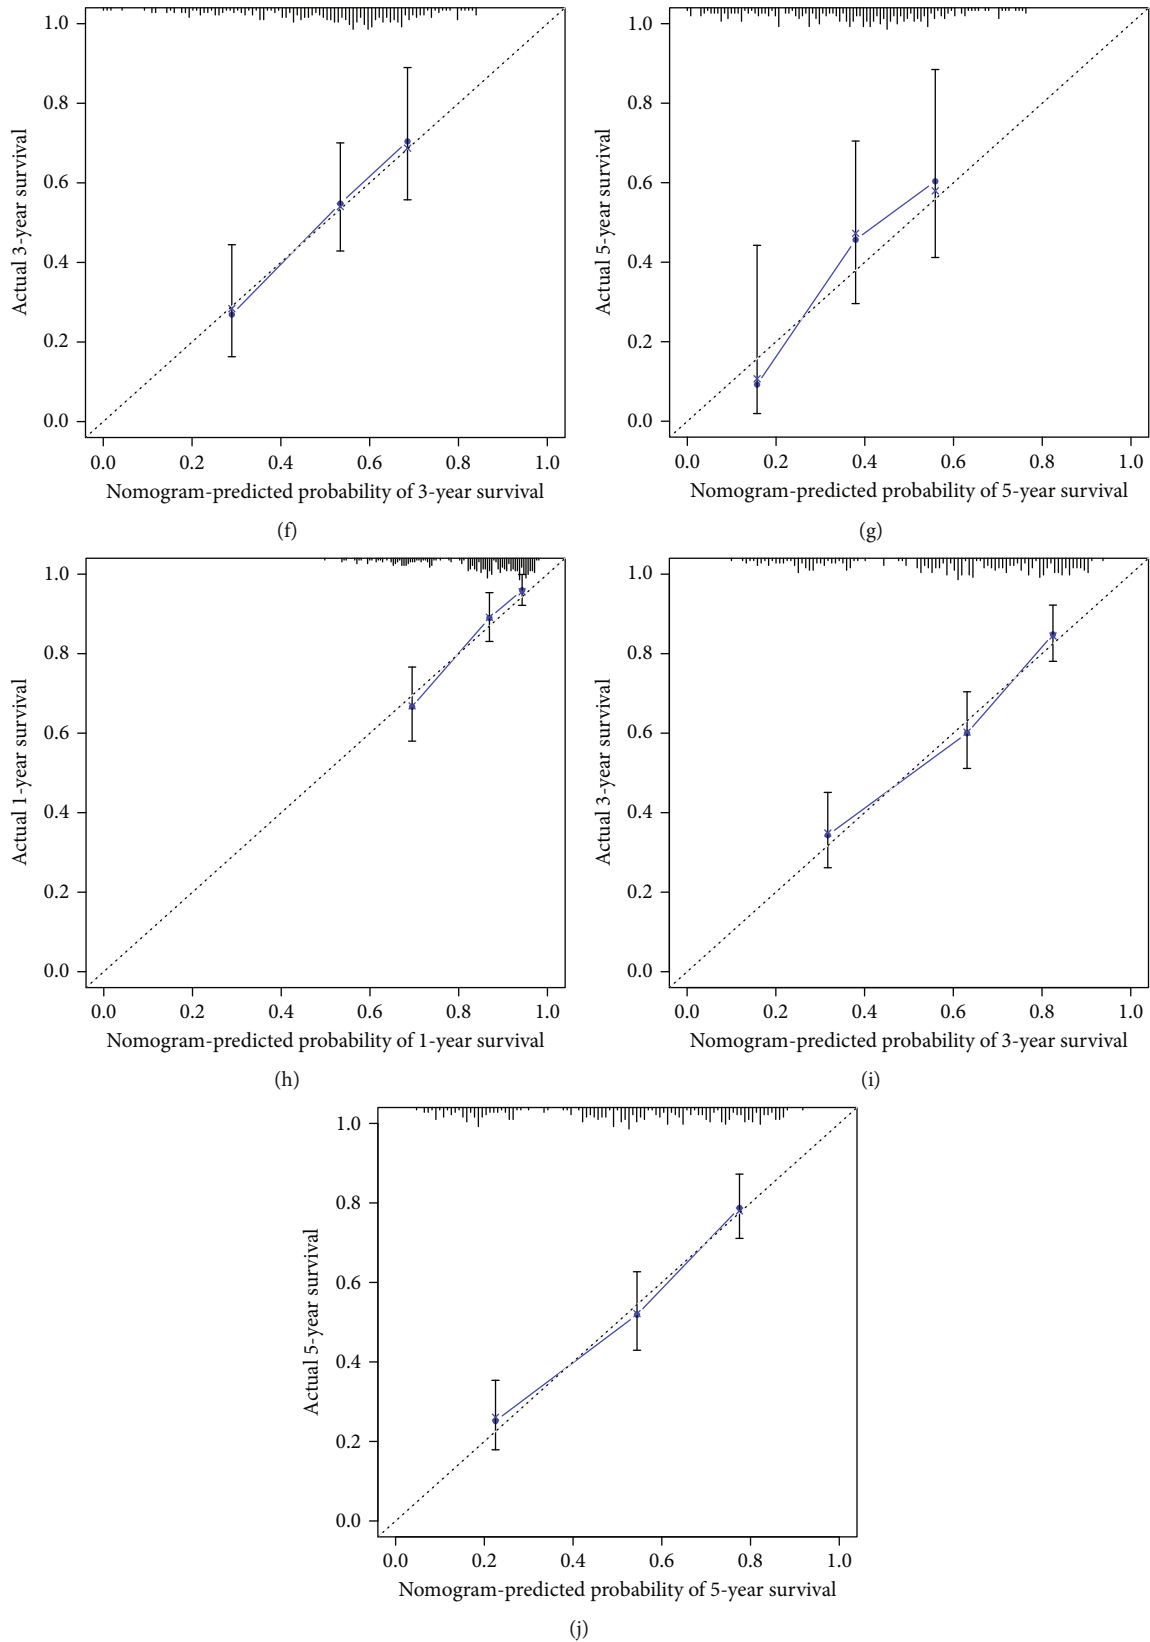 1.0
0.8
0.6
0.4
0.2
0.0
Actual 3-year survival
0.0 0.2 0.4 0.6 0.8 1.0
Nomogram-predicted probability of 3-year survival
(f)
1.0
0.8
0.6
0.4
0.2
0.0
Actual 5-year survival
0.0 0.2 0.4 0.6 0.8 1.0
Nomogram-predicted probability of 5-year survival
(g)
1.0
0.8
0.6
0.4
0.2
0.0
Actual 1-year survival
0.0 0.2 0.4 0.6 0.8 1.0
Nomogram-predicted probability of 1-year survival
(h)
1.0
0.8
0.6
0.4
0.2
0.0
Actual 3-year survival
0.0 0.2 0.4 0.6 0.8 1.0
Nomogram-predicted probability of 3-year survival
(i)
1.0
0.8
0.6
0.4
0.2
0.0
Actual 5-year survival
0.0 0.2 0.4 0.6 0.8 1.0
Nomogram-predicted probability of 5-year survival
(j)